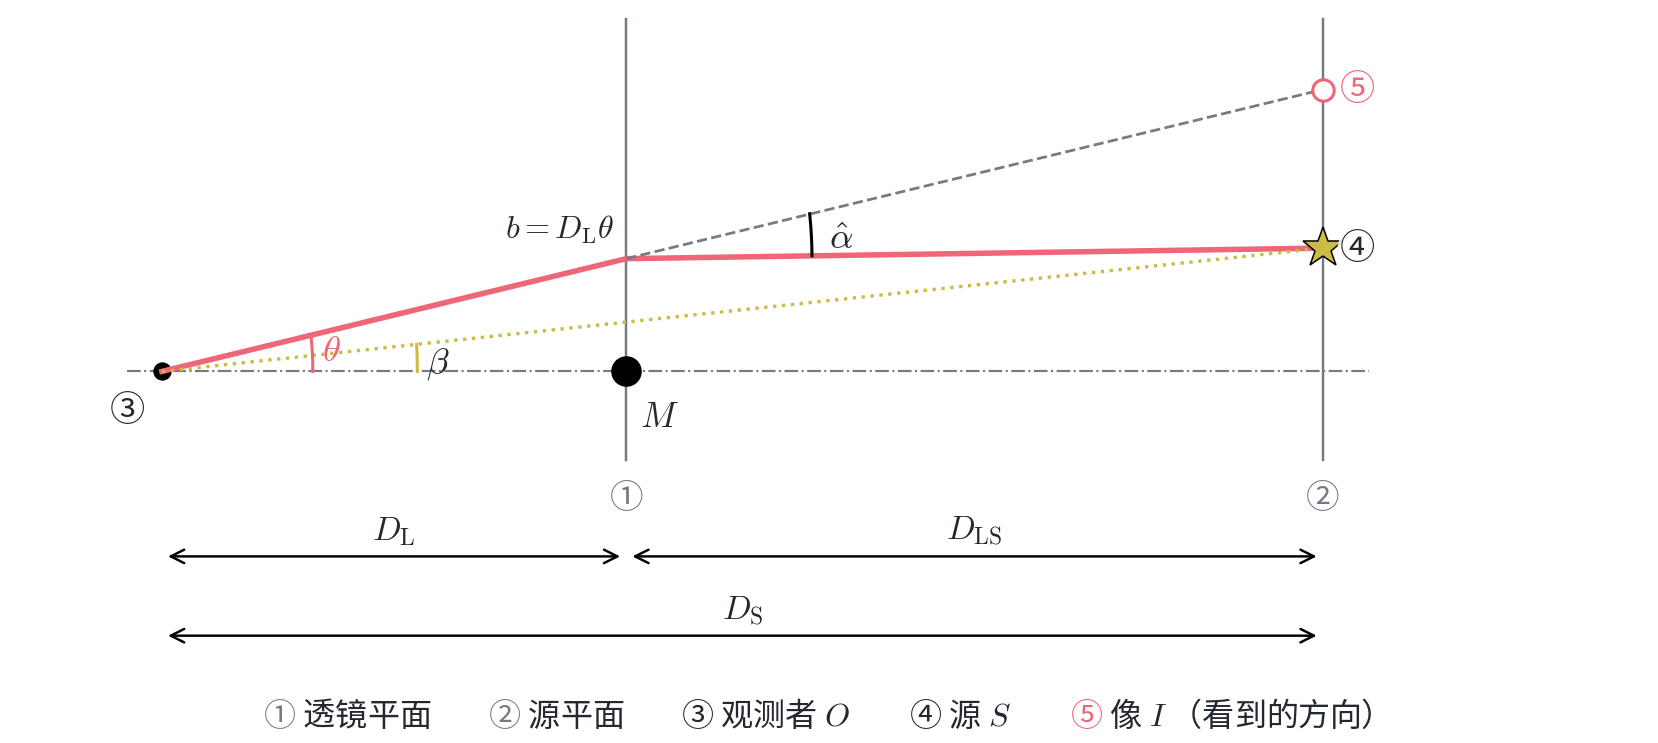 ⑤
b = D_L θ
α̂
④
θ
β
③
M
①
②
D_L
D_LS
D_S
① 透镜平面 ② 源平面 ③ 观测者 O ④ 源 S ⑤ 像 I（看到的方向）